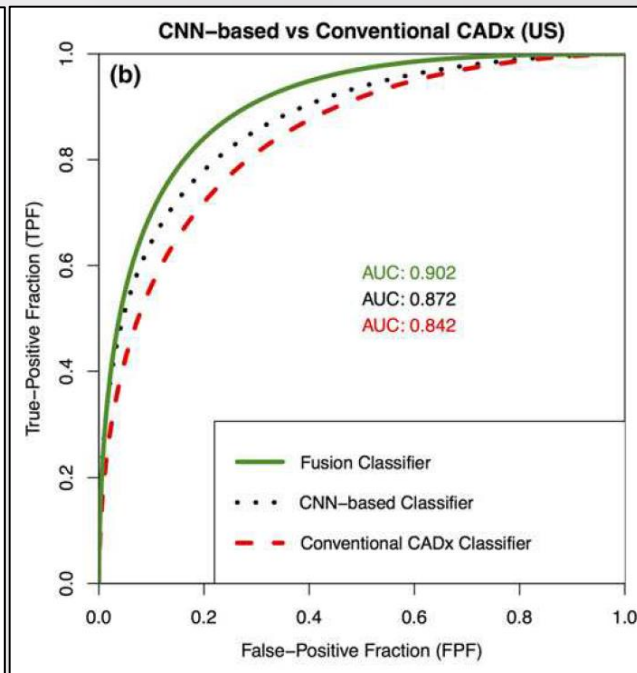 CNN-based vs Conventional CADx (US)
(b)
True-Positive Fraction (TPF)
1.0
0.8
0.6
0.4
0.2
0.0
AUC: 0.902
AUC: 0.872
AUC: 0.842
Fusion Classifier
CNN-based Classifier
Conventional CADx Classifier
0.0 0.2 0.4 0.6 0.8 1.0
False-Positive Fraction (FPF)